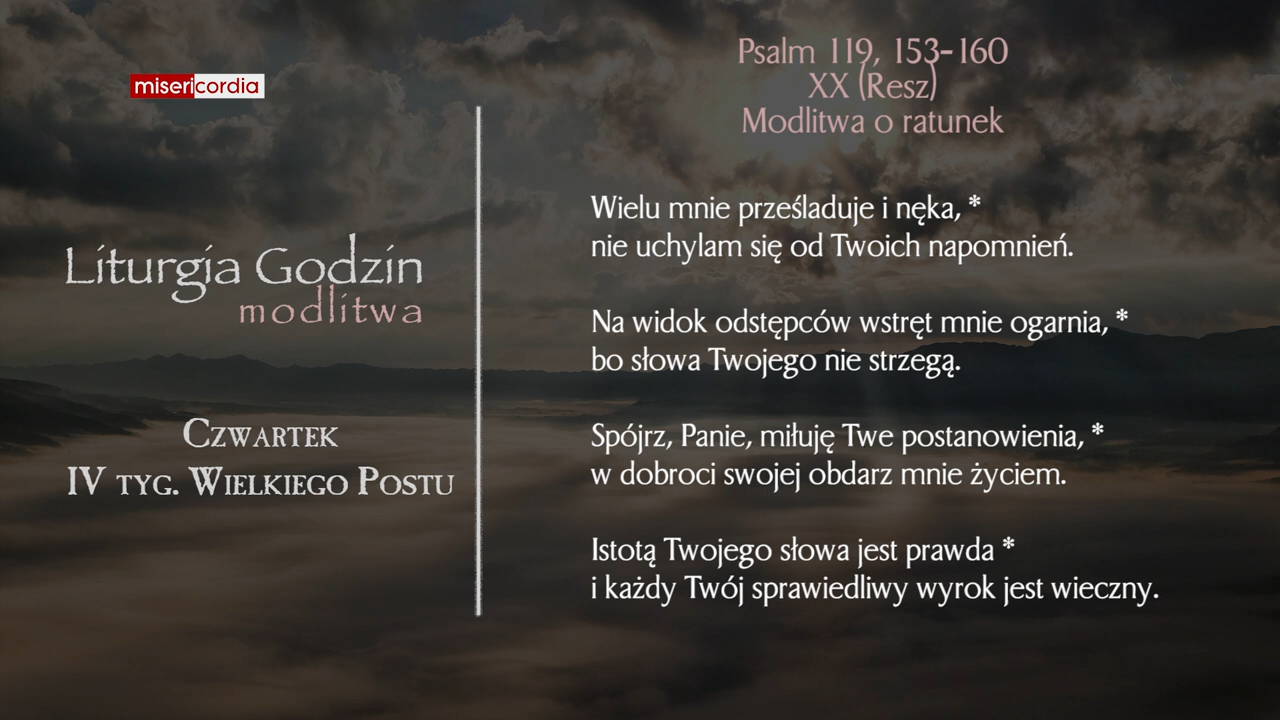 misericordia
Liturgia Godzin
modlitwa
Czwartek
IV tyg. Wielkiego Postu
Psalm 119, 153-160
XX (Resz)
Modlitwa o ratunek
Wielu mnie prześladuje i nęka, *
nie uchylam się od Twoich napomnień.
Na widok odstępców wstręt mnie ogarnia, *
bo słowa Twojego nie strzegą.
Spójrz, Panie, miłuję Twe postanowienia, *
w dobroci swojej obdarz mnie życiem.
Istotą Twojego słowa jest prawda *
i każdy Twój sprawiedliwy wyrok jest wieczny.